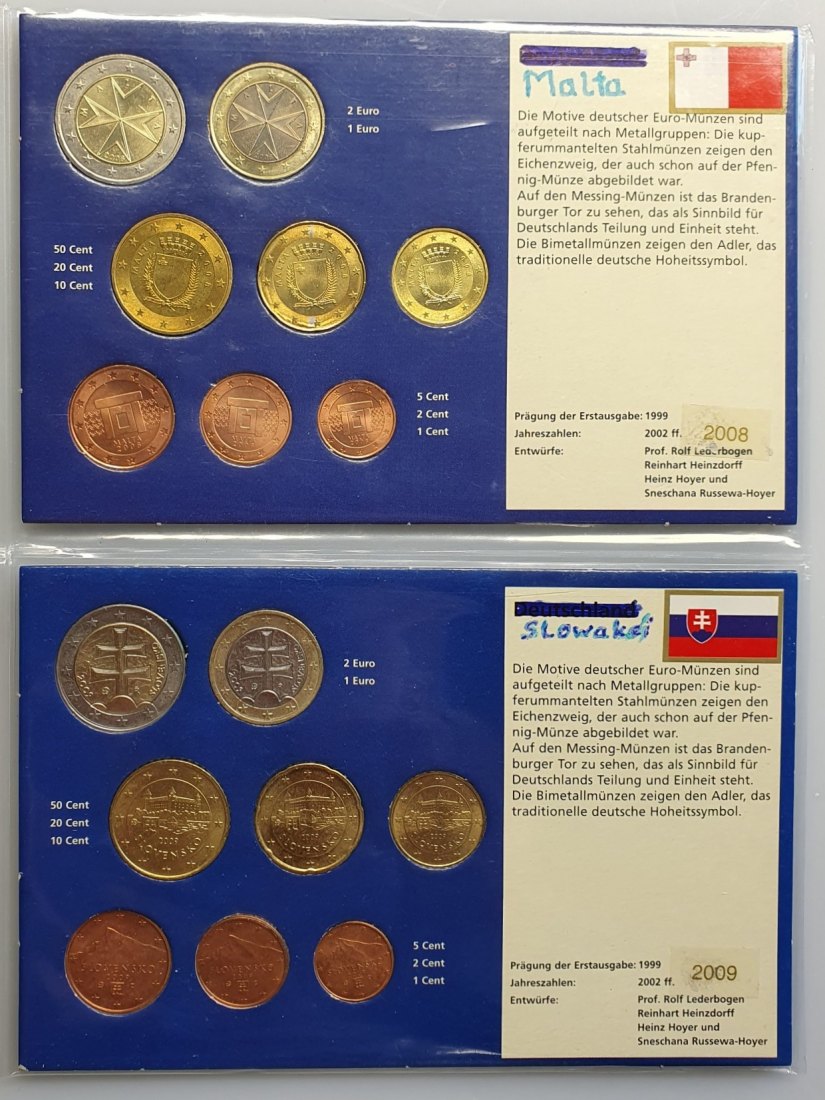 2 Euro
1 Euro
50 Cent
20 Cent
10 Cent
5 Cent
2 Cent
1 Cent
Malta
Die Motive deutscher Euro-Münzen sind
aufgeteilt nach Metallgruppen: Die kup-
ferummantelten Stahlmünzen zeigen den
Eichenzweig, der auch schon auf der Pfen-
nig-Münze abgebildet war.
Auf den Messing-Münzen ist das Branden-
burger Tor zu sehen, das als Sinnbild für
Deutschlands Teilung und Einheit steht.
Die Bimetallmünzen zeigen den Adler, das
traditionelle deutsche Hoheitssymbol.
Prägung der Erstausgabe: 1999
Jahreszahlen: 2002 ff. 2008
Entwürfe: Prof. Rolf Lederbogen
Reinhart Heinzdorff
Heinz Hoyer und
Sneschana Russewa-Hoyer
2 Euro
1 Euro
50 Cent
20 Cent
10 Cent
2009
SLOVENSKO
SLOVENSKO
SLOVENSKO
SLOVENSKO
SLOVENSKO
SLOVENSKO
5 Cent
2 Cent
1 Cent
Deutschland
Slowakei
Die Motive deutscher Euro-Münzen sind
aufgeteilt nach Metallgruppen: Die kup-
ferummantelten Stahlmünzen zeigen den
Eichenzweig, der auch schon auf der Pfen-
nig-Münze abgebildet war.
Auf den Messing-Münzen ist das Branden-
burger Tor zu sehen, das als Sinnbild für
Deutschlands Teilung und Einheit steht.
Die Bimetallmünzen zeigen den Adler, das
traditionelle deutsche Hoheitssymbol.
Prägung der Erstausgabe: 1999
Jahreszahlen: 2002 ff. 2009
Entwürfe: Prof. Rolf Lederbogen
Reinhart Heinzdorff
Heinz Hoyer und
Sneschana Russewa-Hoyer